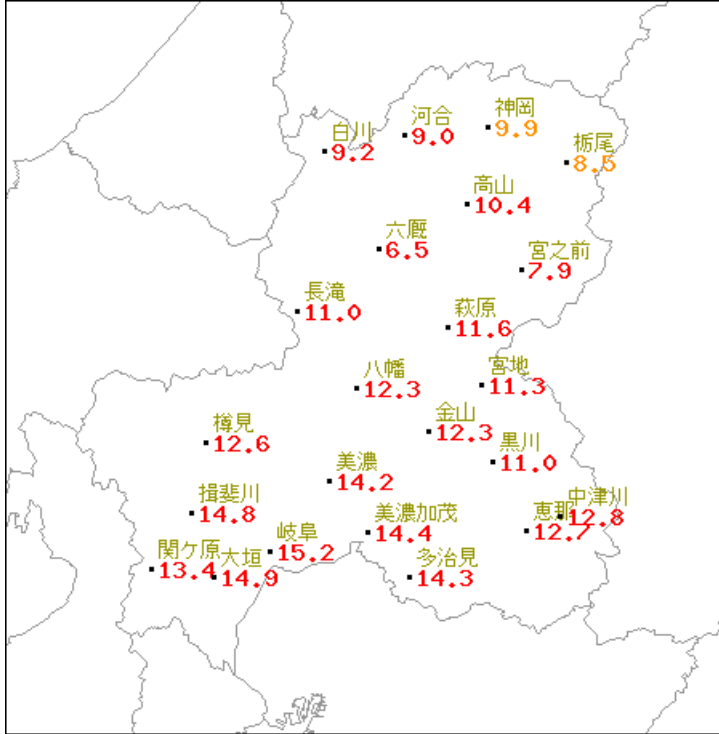 神岡
9.9
河合
9.0
白川
9.2
栃尾
8.5
高山
10.4
六厩
6.5
宮之前
7.9
長滝
11.0
萩原
11.6
八幡
12.3
宮地
11.3
金山
12.3
樽見
12.6
黒川
11.0
美濃
14.2
揖斐川
14.8
中津川
12.8
美濃加茂
14.4
恵那
12.7
岐阜
15.2
関ケ原
13.4
大垣
14.9
多治見
14.3